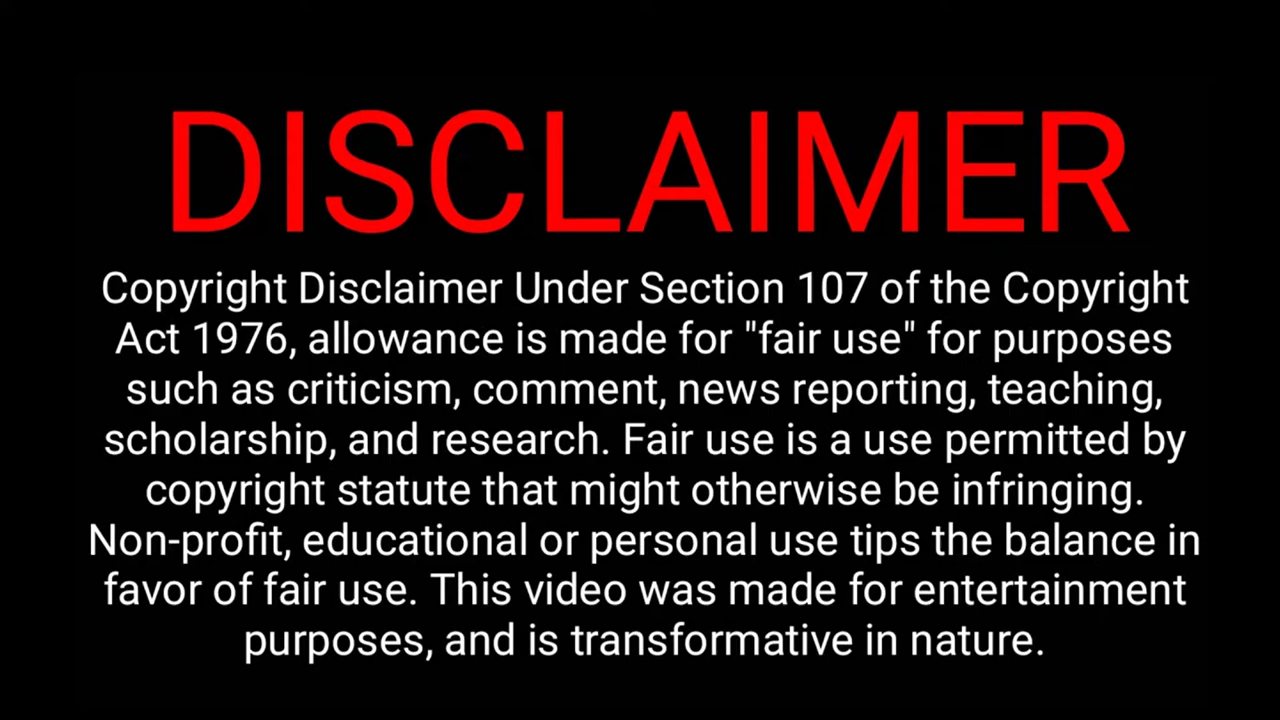 DISCLAIMER
Copyright Disclaimer Under Section 107 of the Copyright
Act 1976, allowance is made for "fair use" for purposes
such as criticism, comment, news reporting, teaching,
scholarship, and research. Fair use is a use permitted by
copyright statute that might otherwise be infringing.
Non-profit, educational or personal use tips the balance in
favor of fair use. This video was made for entertainment
purposes, and is transformative in nature.